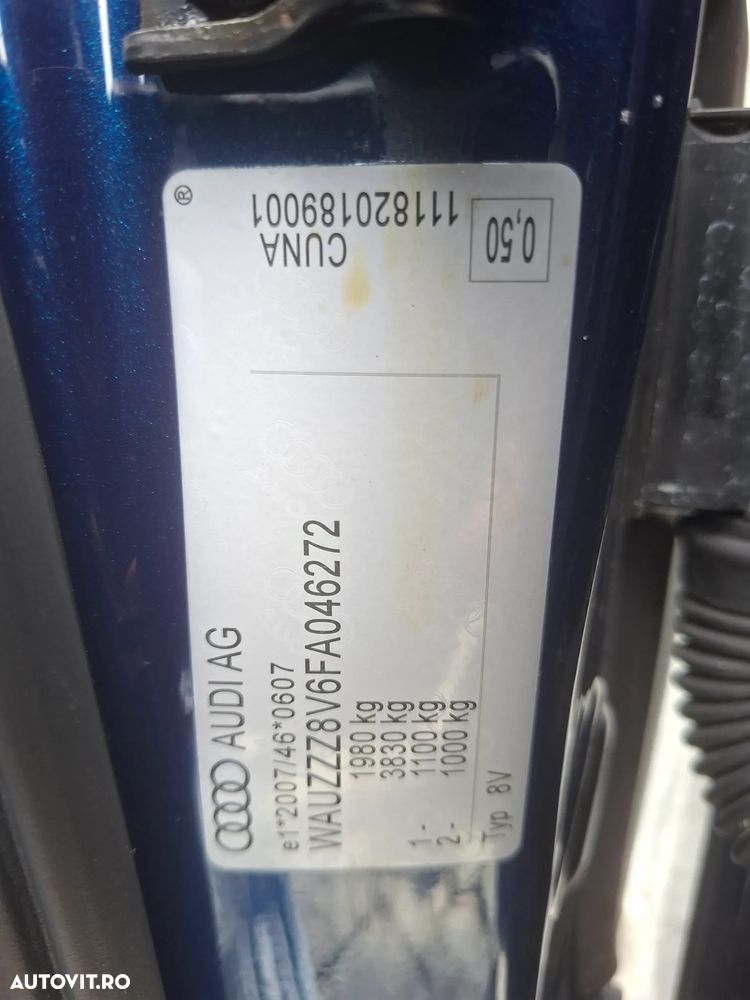 AUDI AG
e1*2007/46*0607
WAUZZZ8V6FA046272
1980 kg
3830 kg
1 - 1100 kg
2 - 1000 kg
Typ 8V
CUNA
111820189001
0,50
®
AUTOVIT.RO